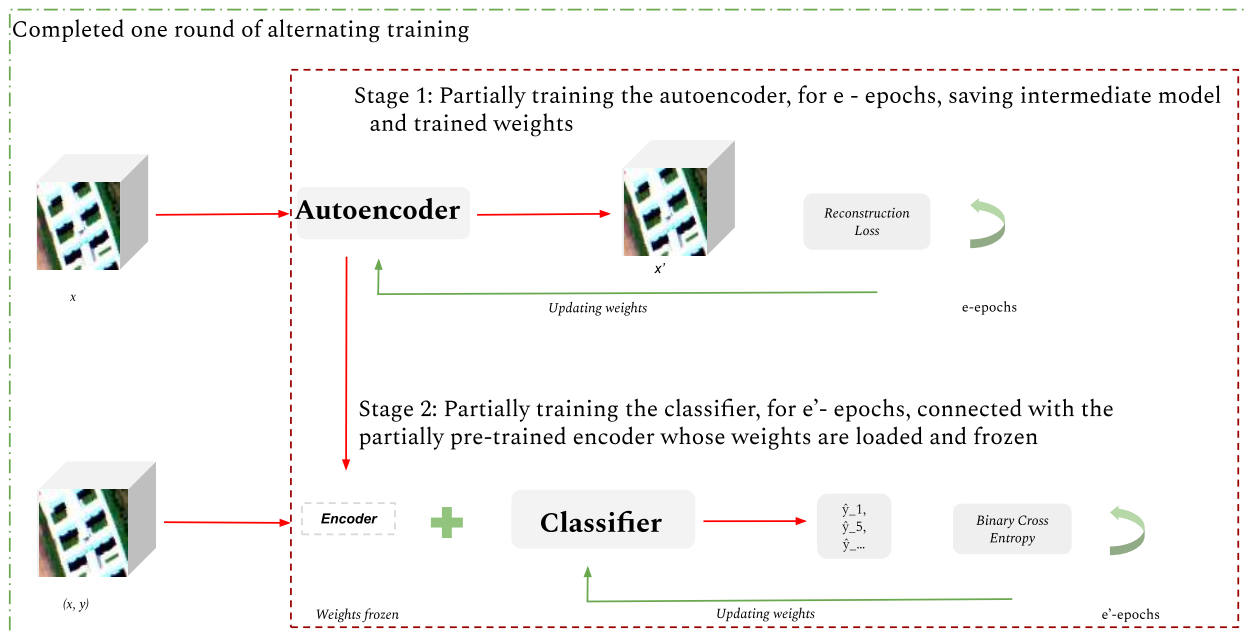 Completed one round of alternating training
Stage 1: Partially training the autoencoder, for e - epochs, saving intermediate model
and trained weights
Autoencoder
Reconstruction
Loss
x
x’
Updating weights
e-epochs
Stage 2: Partially training the classifier, for e’- epochs, connected with the
partially pre-trained encoder whose weights are loaded and frozen
Encoder
Classifier
ŷ_1,
ŷ_5,
ŷ_...
Binary Cross
Entropy
(x, y)
Weights frozen
Updating weights
e’-epochs